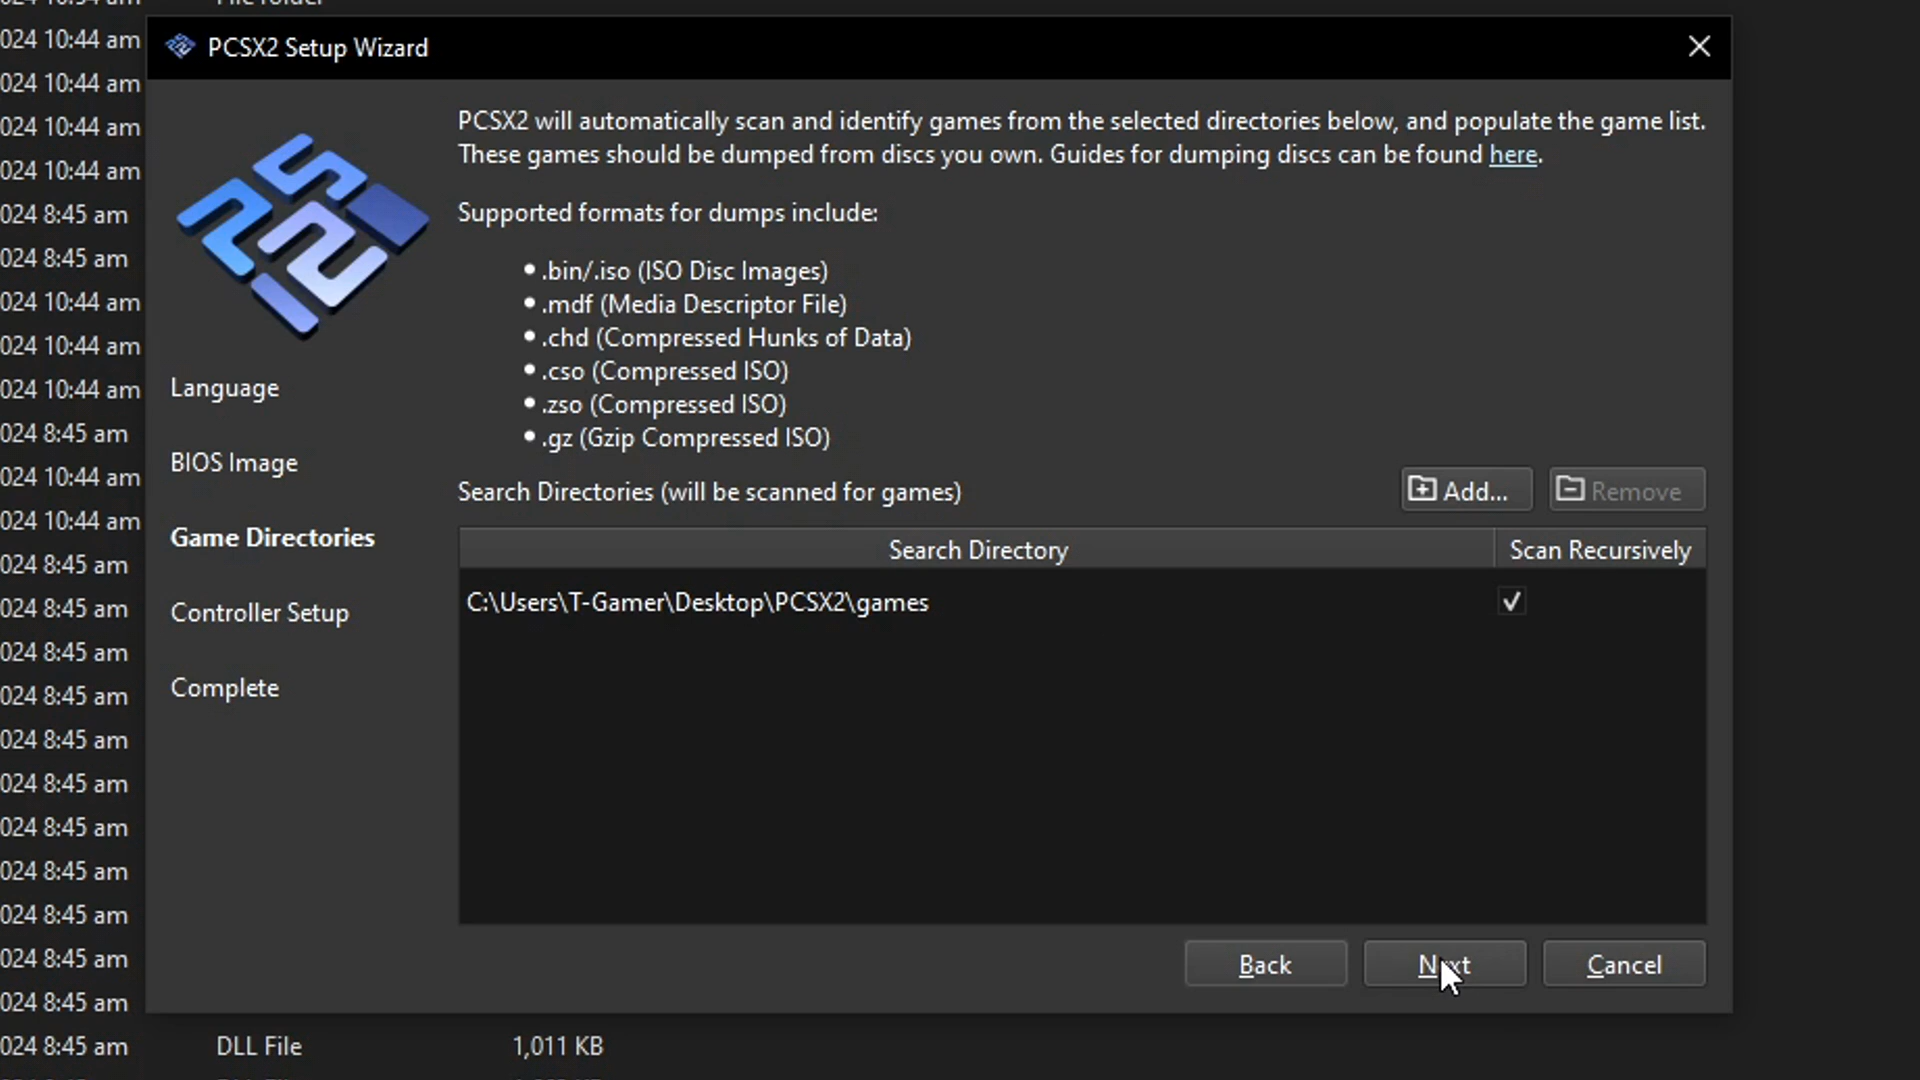 024 10:44 am
024 10:44 am
024 10:44 am
024 10:44 am
024 8:45 am
024 8:45 am
024 10:44 am
024 10:44 am
024 10:44 am
024 8:45 am
024 10:44 am
024 10:44 am
024 8:45 am
024 8:45 am
024 8:45 am
024 8:45 am
024 8:45 am
024 8:45 am
024 8:45 am
024 8:45 am
024 8:45 am
024 8:45 am
024 8:45 am
024 8:45 am DLL File 1,011 KB
PCSX2 Setup Wizard
Language
BIOS Image
Game Directories
Controller Setup
Complete
PCSX2 will automatically scan and identify games from the selected directories below, and populate the game list.
These games should be dumped from discs you own. Guides for dumping discs can be found here.
Supported formats for dumps include:
• .bin/.iso (ISO Disc Images)
• .mdf (Media Descriptor File)
• .chd (Compressed Hunks of Data)
• .cso (Compressed ISO)
• .zso (Compressed ISO)
• .gz (Gzip Compressed ISO)
Search Directories (will be scanned for games)
Add...
Remove
Search Directory
Scan Recursively
C:\Users\T-Gamer\Desktop\PCSX2\games
Back
Next
Cancel